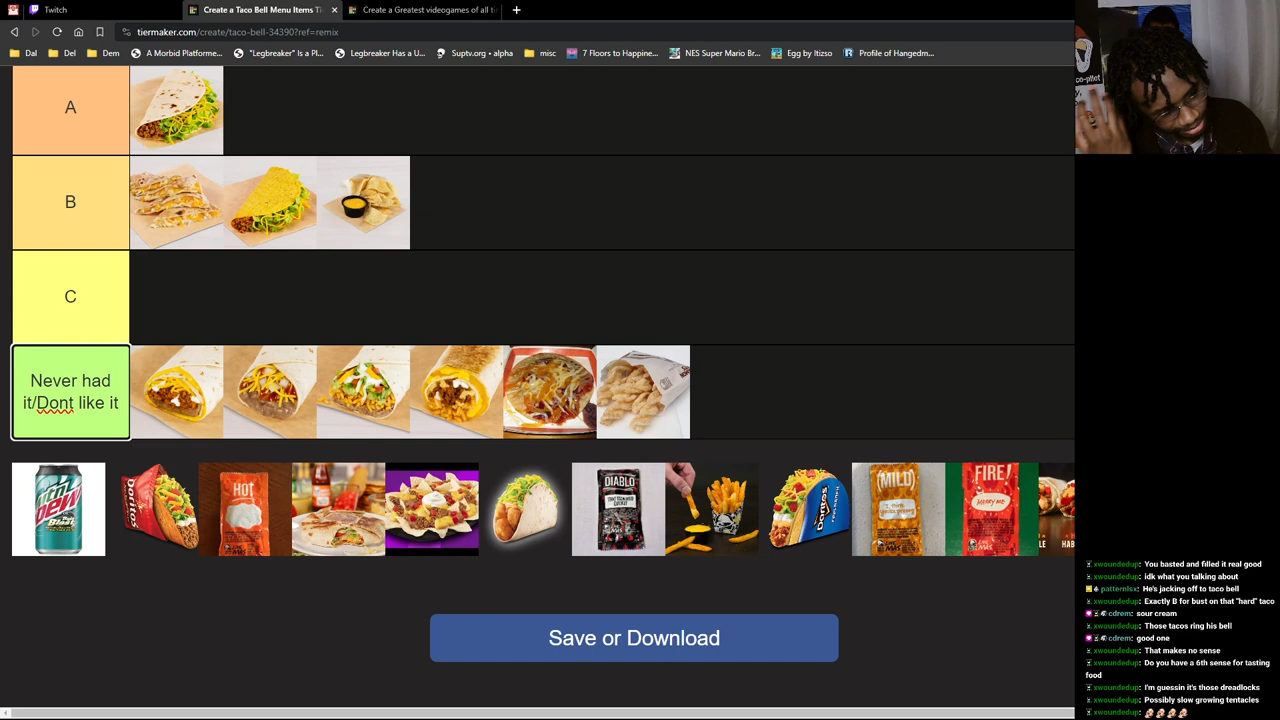 Twitch
Create a Taco Bell Menu Items Ti
Create a Greatest videogames of all ti
tiermaker.com/create/taco-bell-34390?ref=remix
Dal
Del
Dem
A Morbid Platforme...
"Legbreaker" Is a Pl...
Legbreaker Has a U...
Suptv.org • alpha
misc
7 Floors to Happine...
NES Super Mario Br...
Egg by Itizso
Profile of Hangedm...
A
B
C
Never had
it/Dont like it
Doritos
HOT
DIABLO
Doritos
(MILD)
FIRE!
MARRY ME
Save or Download
xwoundedup: You basted and filled it real good
xwoundedup: idk what you talking about
patternlsx: He's jacking off to taco bell
xwoundedup: Exactly B for bust on that "hard" taco
cdrem: sour cream
xwoundedup: Those tacos ring his bell
cdrem: good one
xwoundedup: That makes no sense
xwoundedup: Do you have a 6th sense for tasting
food
xwoundedup: I'm guessin it's those dreadlocks
xwoundedup: Possibly slow growing tentacles
xwoundedup: